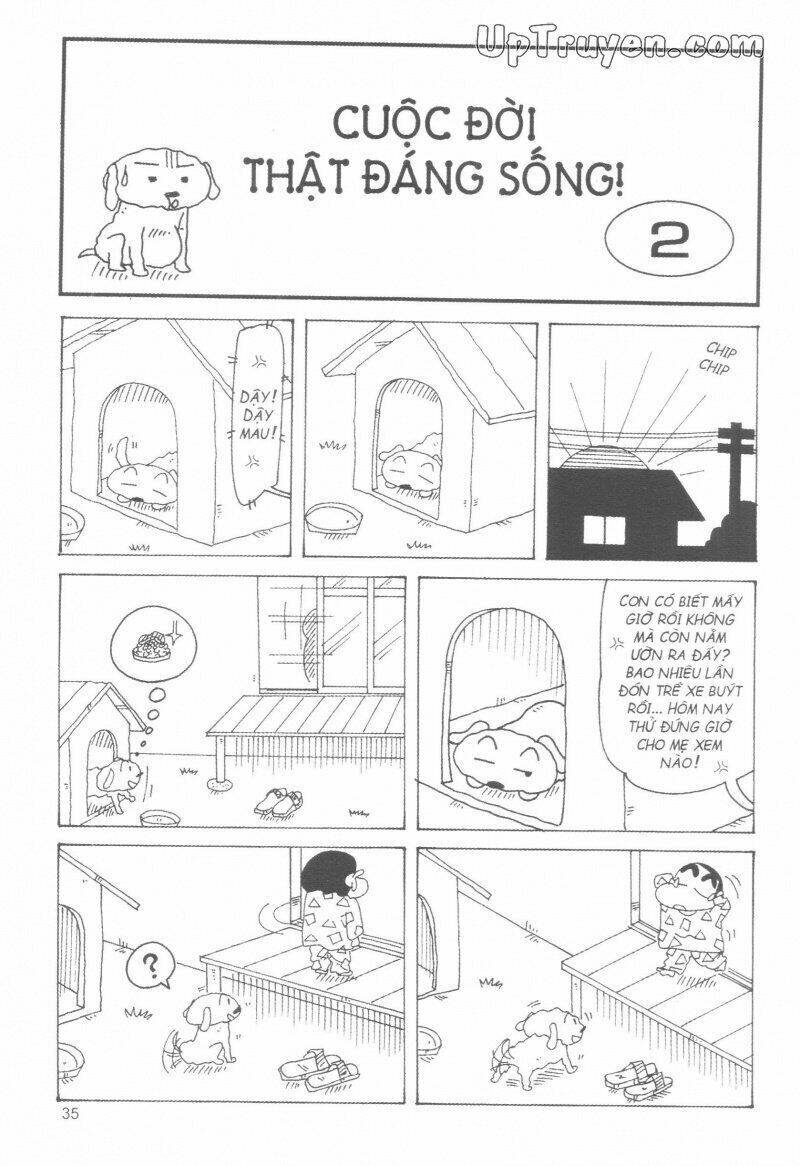 UpTruyen.com
CUỘC ĐỜI
THẬT ĐÁNG SỐNG!
2
CHIP
CHIP
DẬY!
DẬY
MAU!
CON CÓ BIẾT MẤY
GIỜ RỒI KHÔNG
MÀ CÒN NẰM
ƯỠN RA ĐẤY?
BAO NHIÊU LẦN
ĐÓN TRỄ XE BUÝT
RỒI... HÔM NAY
THỬ ĐÚNG GIỜ
CHO MẸ XEM
NÀO!
?
35